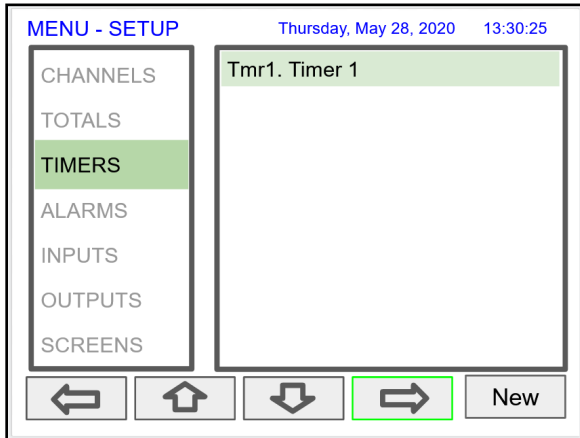 MENU - SETUP Thursday, May 28, 2020 13:30:25
CHANNELS
TOTALS
TIMERS
ALARMS
INPUTS
OUTPUTS
SCREENS
Tmr1. Timer 1
New